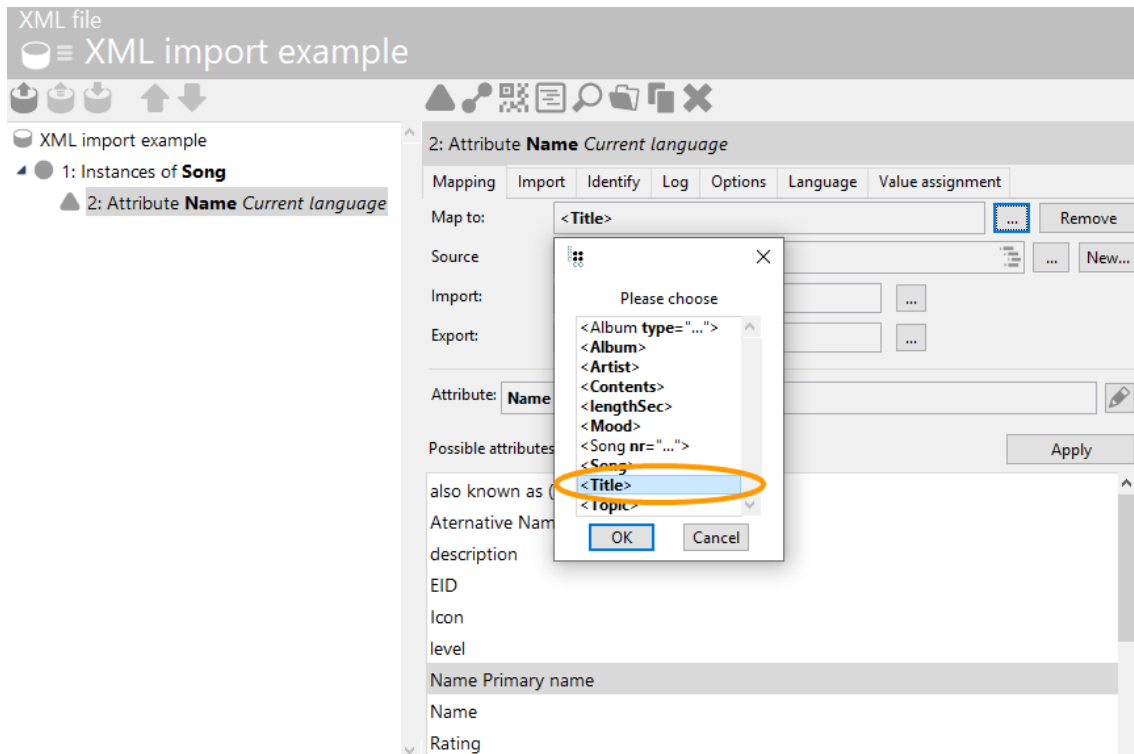 XML file
XML import example
XML import example
1: Instances of Song
2: Attribute Name Current language
2: Attribute Name Current language
Mapping Import Identify Log Options Language Value assignment
Map to: <Title> ... Remove
Source ... New...
Import: ...
Export: ...
Attribute: Name
Possible attributes
Apply
also known as (
Aternative Nam
description
EID
Icon
level
Name Primary name
Name
Rating
Please choose
<Album type="...">
<Album>
<Artist>
<Contents>
<lengthSec>
<Mood>
<Song nr="...">
<Song>
<Title>
<Topic>
OK Cancel